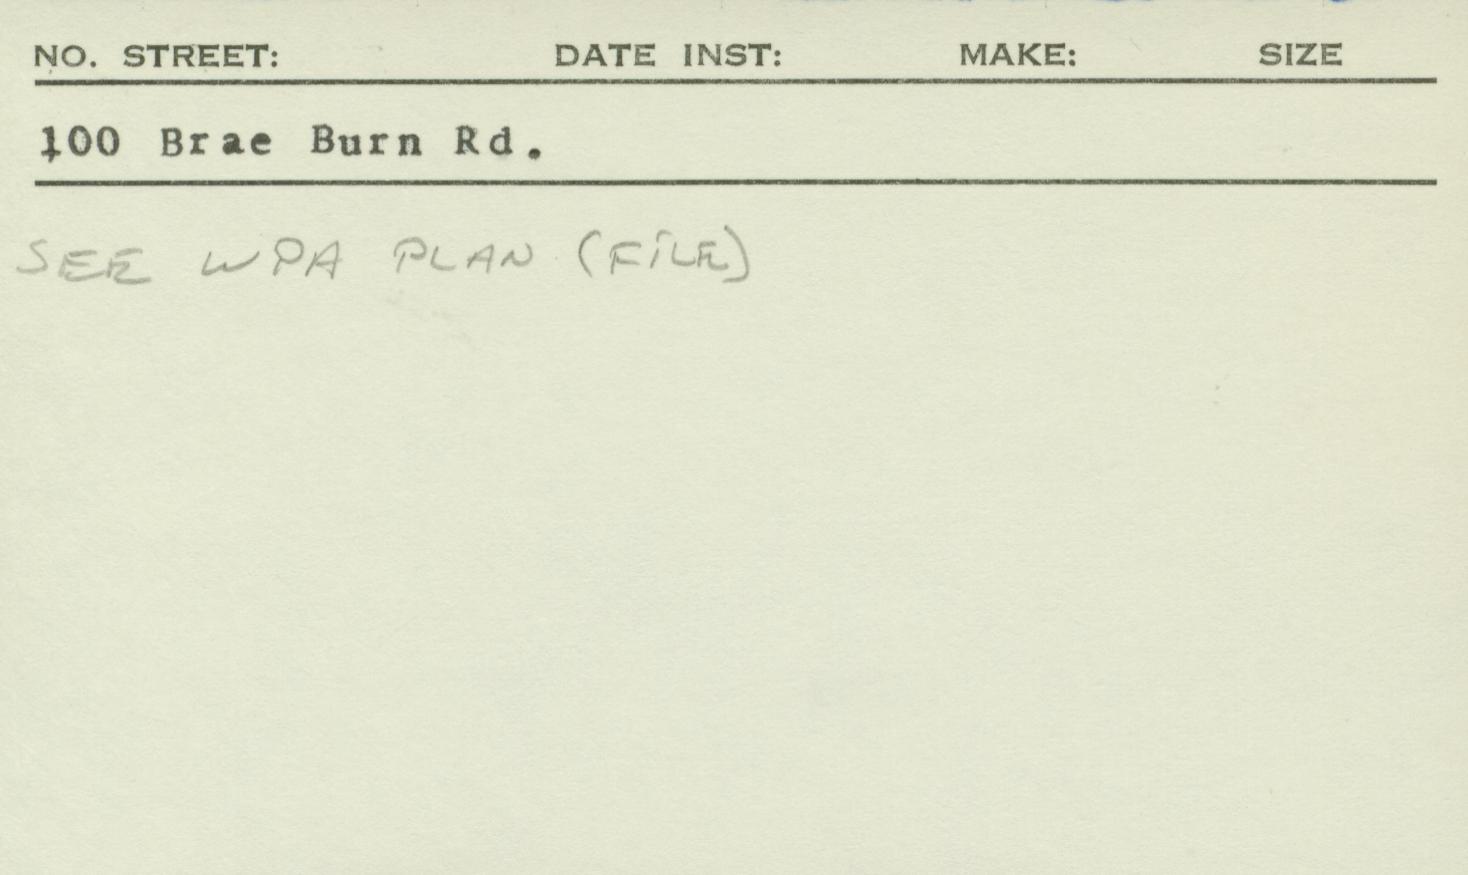 NO. STREET: DATE INST: MAKE: SIZE
100 Brae Burn Rd.
SEE WPA PLAN (FILE)